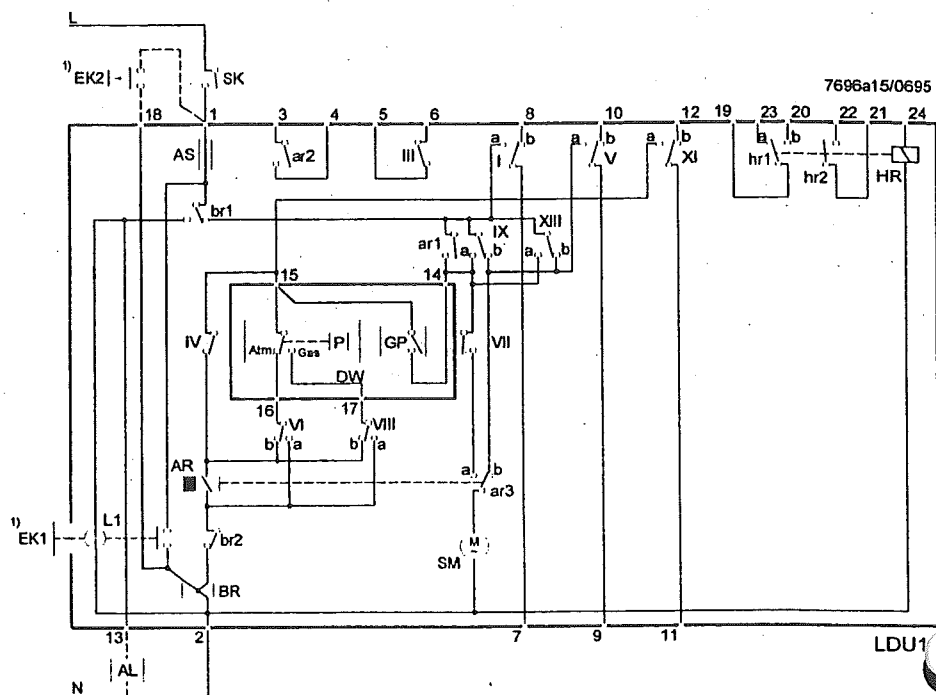 L
1) EK2 SK
7696a15/0695
18 1 3 4 5 6 8 10 12 19 23 20 22 21 24
AS ar2 III a I b a V b a XI b a hr1 b hr2 HR
br1
ar1 a IX b XIII a b
15 14
IV Atm Gas P GP VII
DW
16 17
b VI a b VIII a
AR a b
ar3
1) EK1 L1 br2 M
SM
BR
13 2 7 9 11 LDU1
AL
N